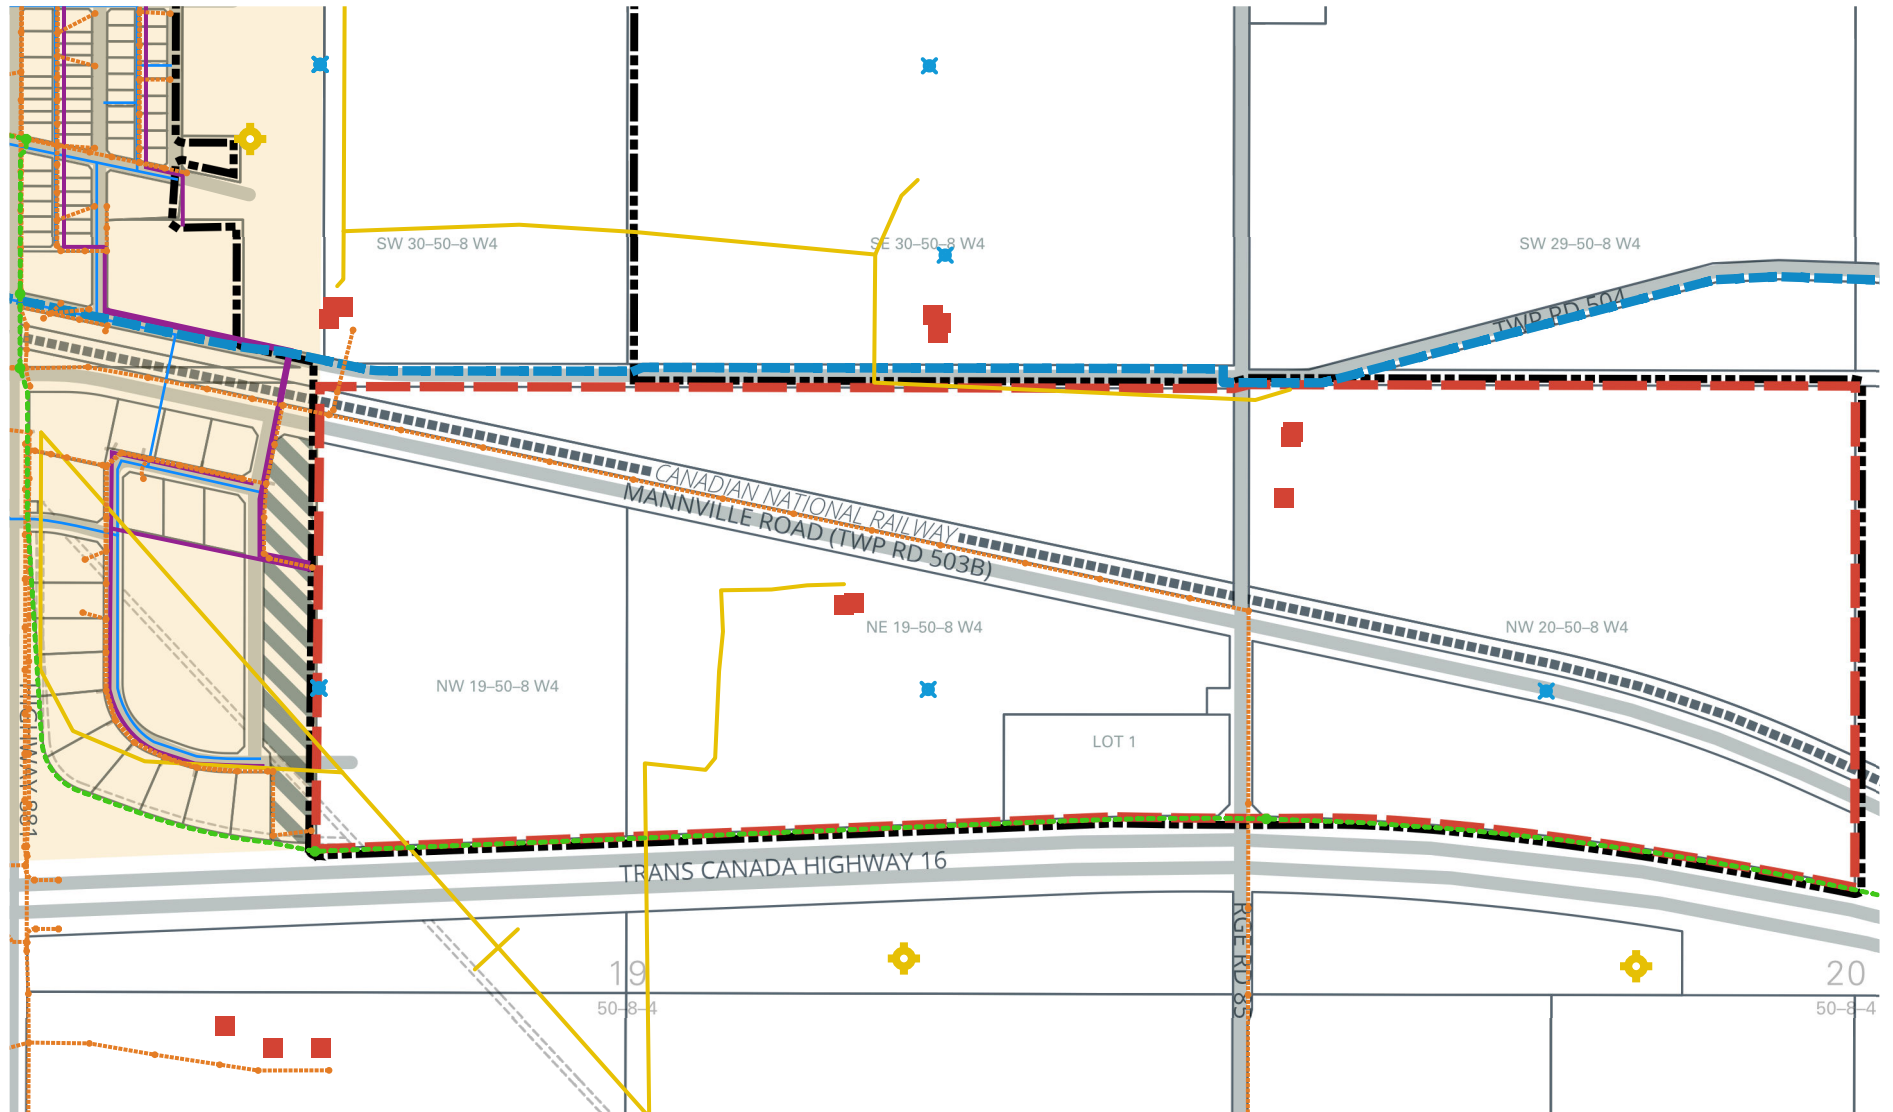 SW 30–50–8 W4
SE 30–50–8 W4
SW 29–50–8 W4
TWP RD 504
CANADIAN NATIONAL RAILWAY
MANNVILLE ROAD (TWP RD 503B)
NE 19–50–8 W4
NW 20–50–8 W4
NW 19–50–8 W4
LOT 1
HIGHWAY 881
TRANS CANADA HIGHWAY 16
RGE RD 85
19
50–8–4
20
50–8–4